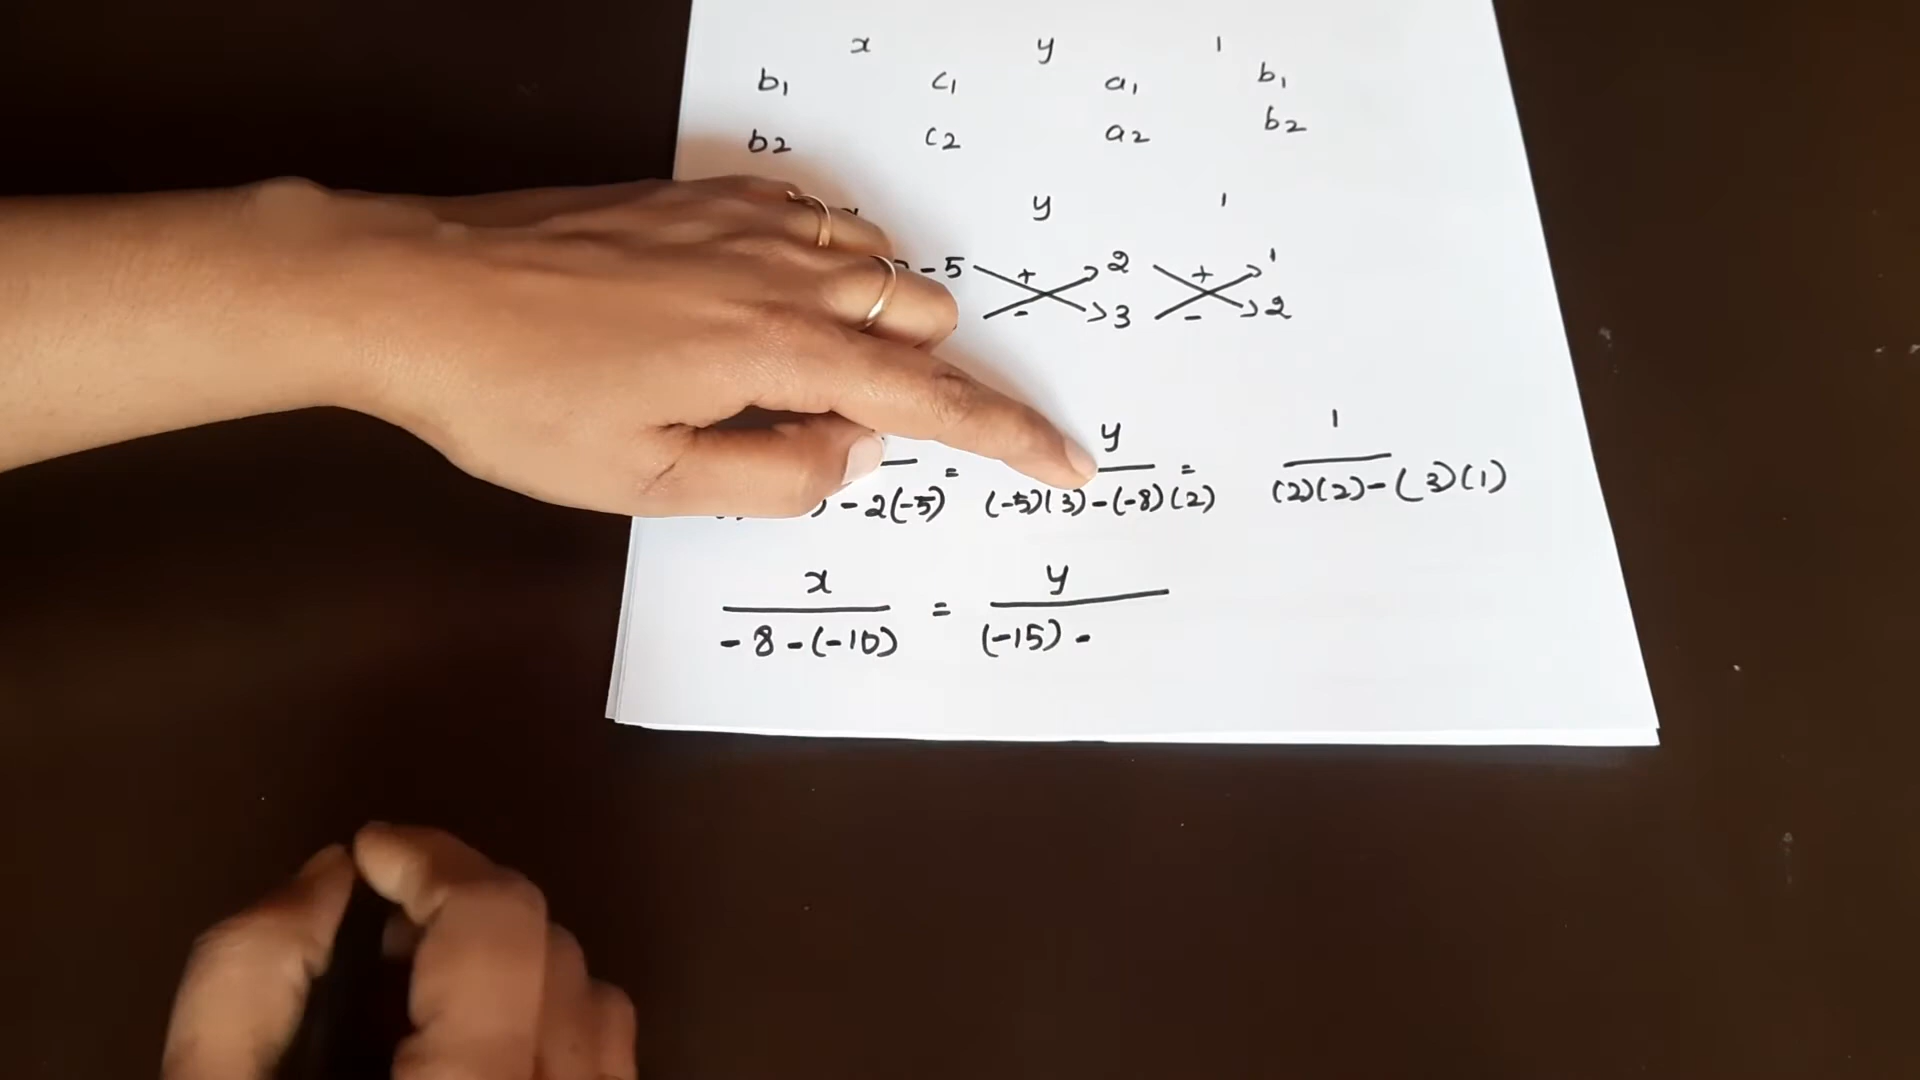 x y 1
b1 c1 a1 b1
b2 c2 a2 b2
y 1
-5 + 2 + 1
- 3 - 2
y 1
) - 2(-5) = (-5)(3)-(-8)(2) = (2)(2)-(3)(1)
x y
-8-(-10) = (-15) -